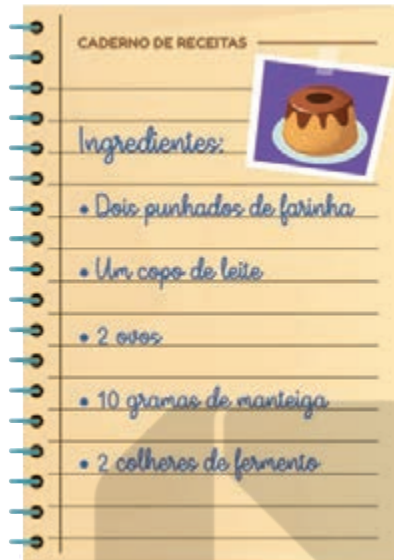 CADERNO DE RECEITAS
Ingredientes:
• Dois punhados de farinha
• Um copo de leite
• 2 ovos
• 10 gramas de manteiga
• 2 colheres de fermento